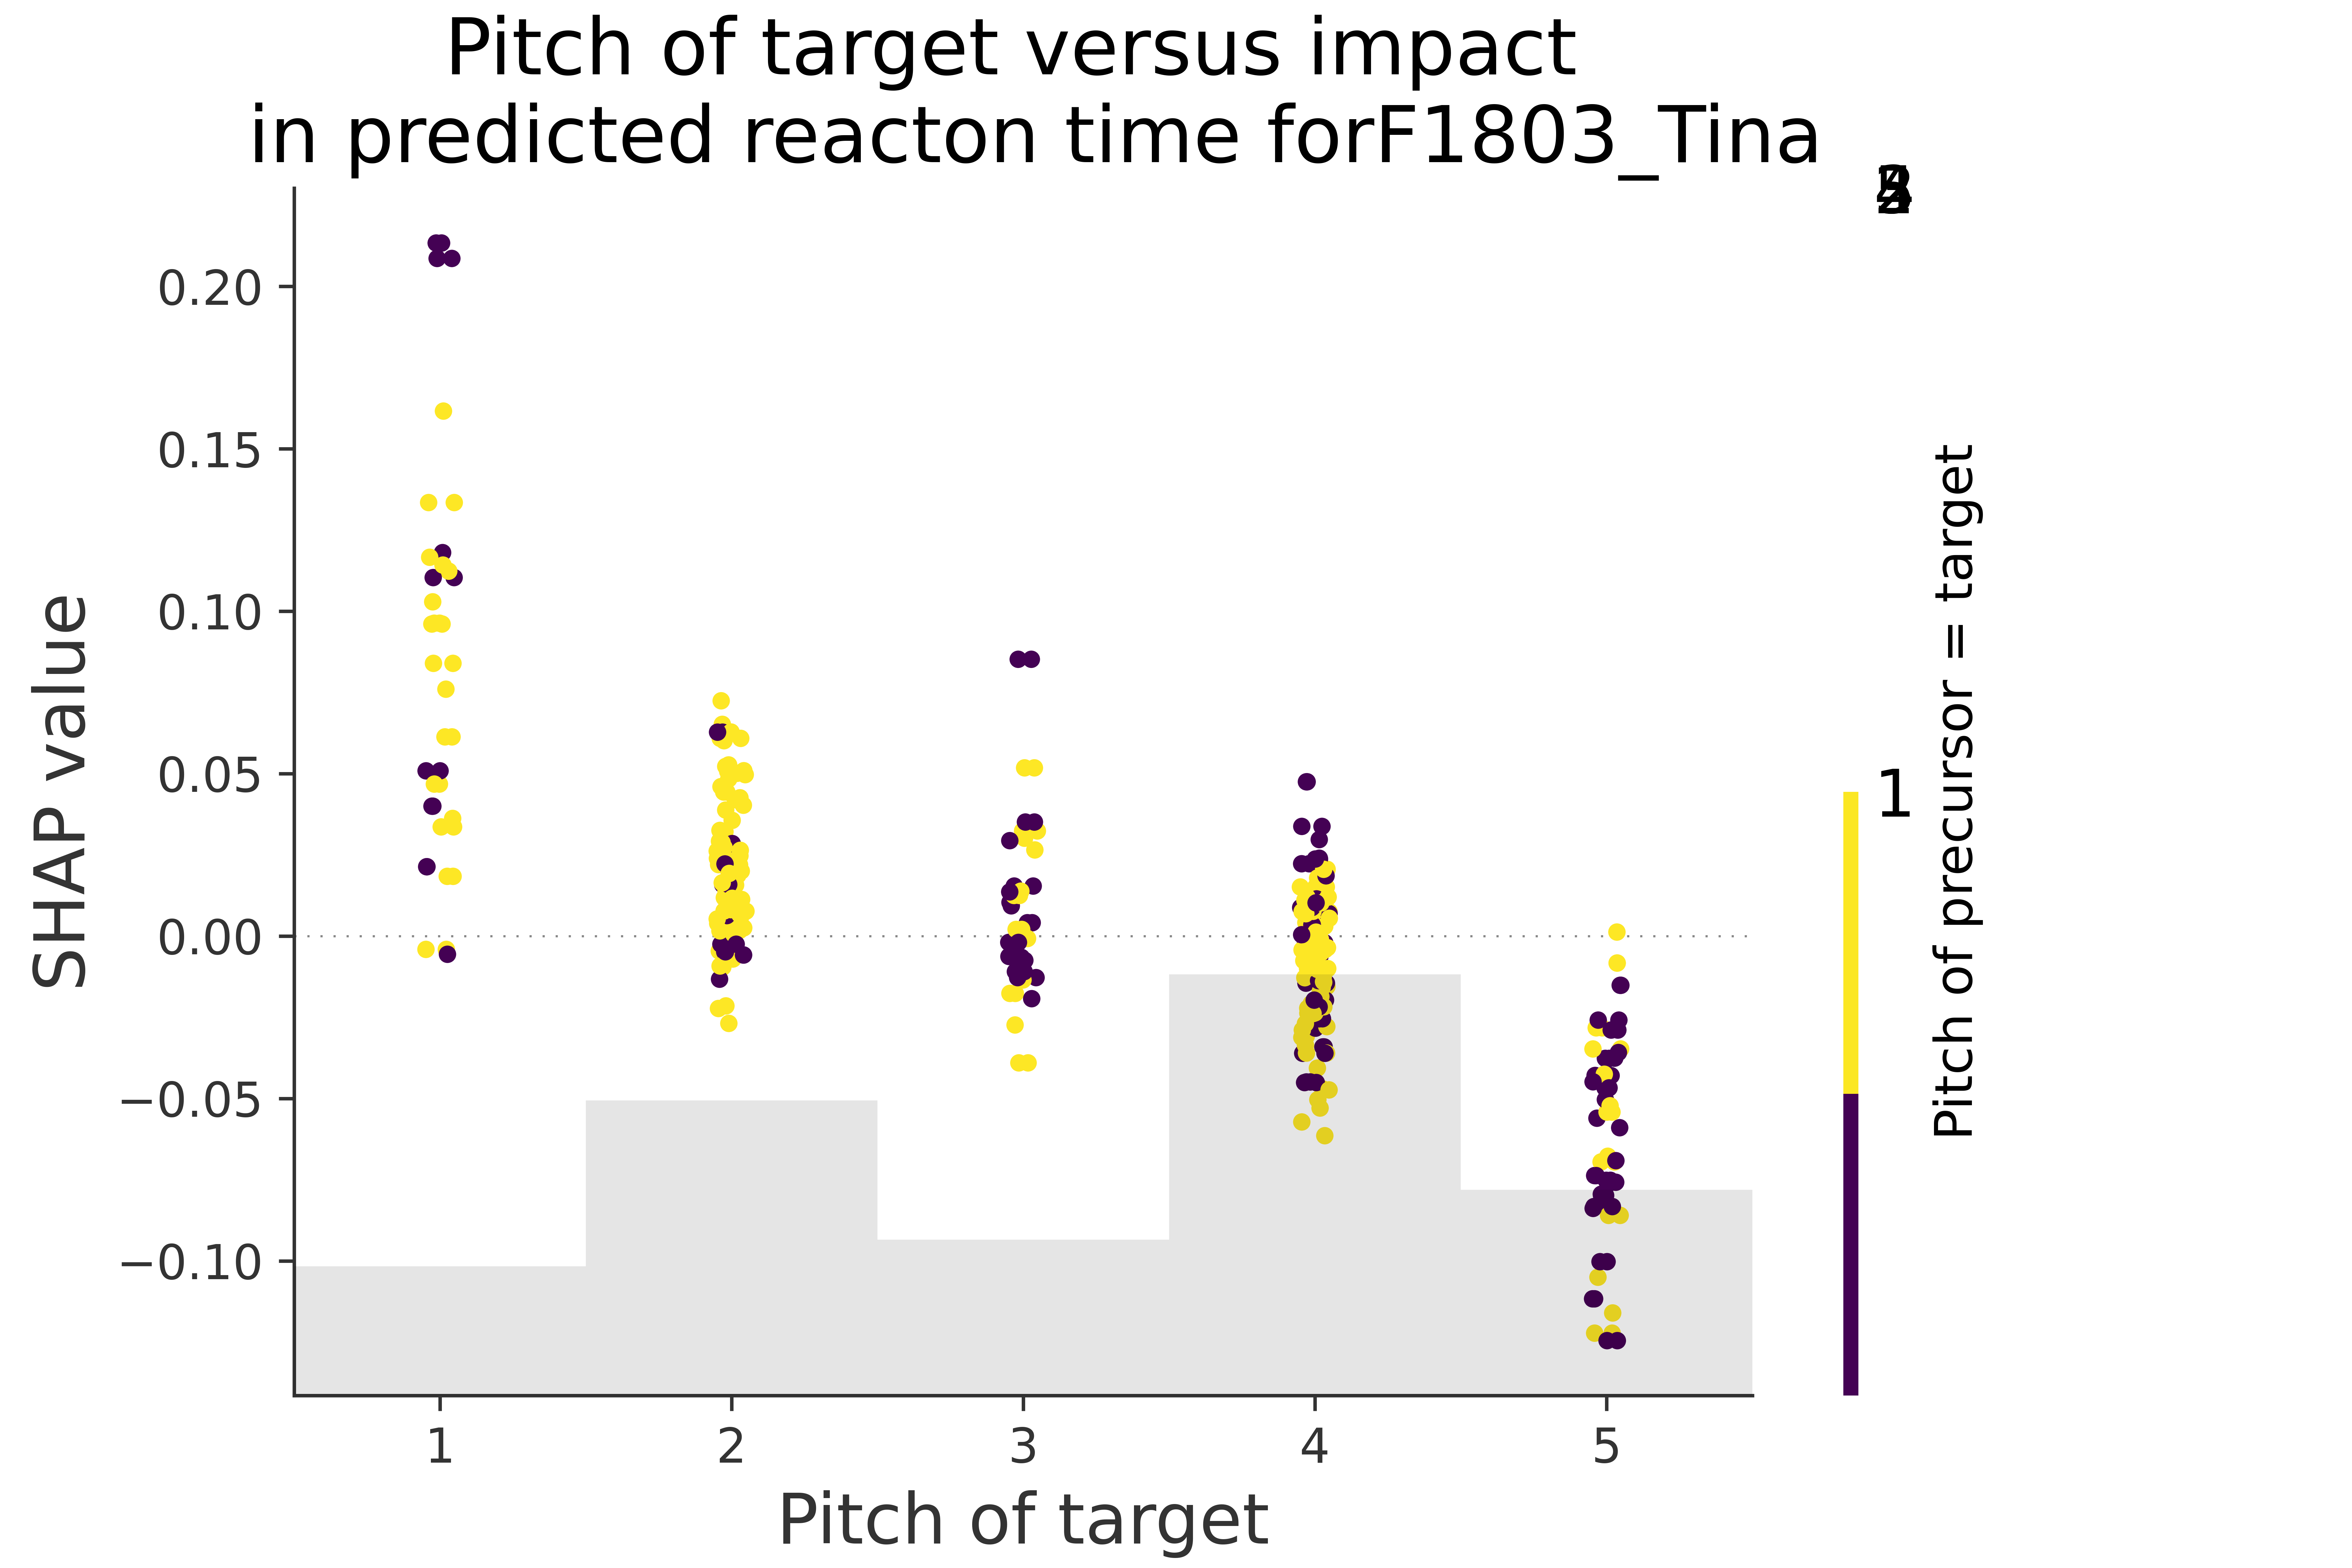 Pitch of target versus impact
in predicted reacton time forF1803_Tina
0.20
0.15
0.10
0.05
0.00
−0.05
−0.10
SHAP value
1
2
3
4
5
Pitch of target
1
Pitch of precursor = target